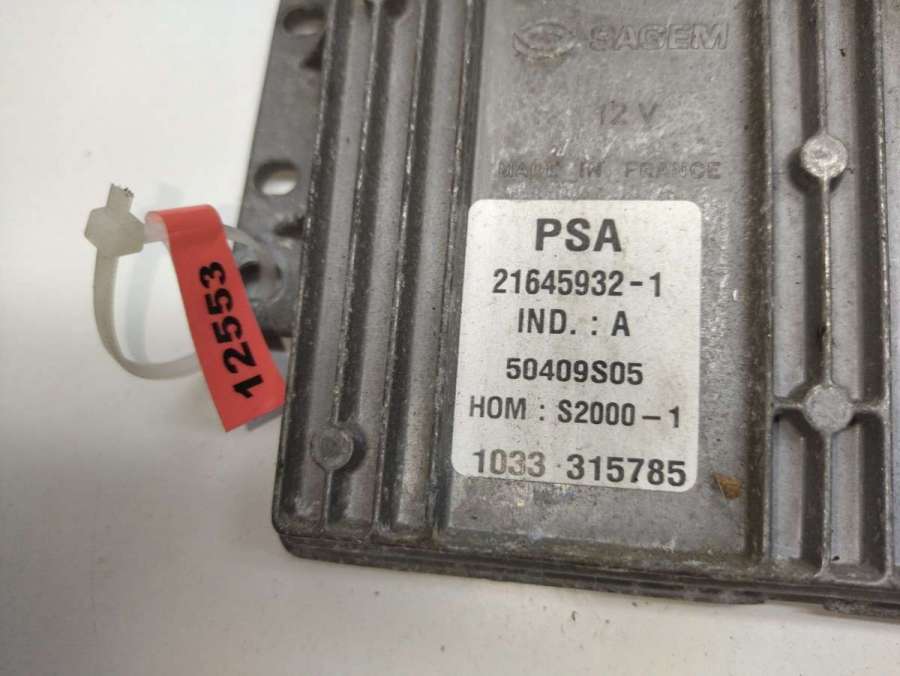 SAGEM
12 V
MADE IN FRANCE
PSA
21645932-1
IND. : A
50409S05
HOM : S2000-1
1033 315785
12553